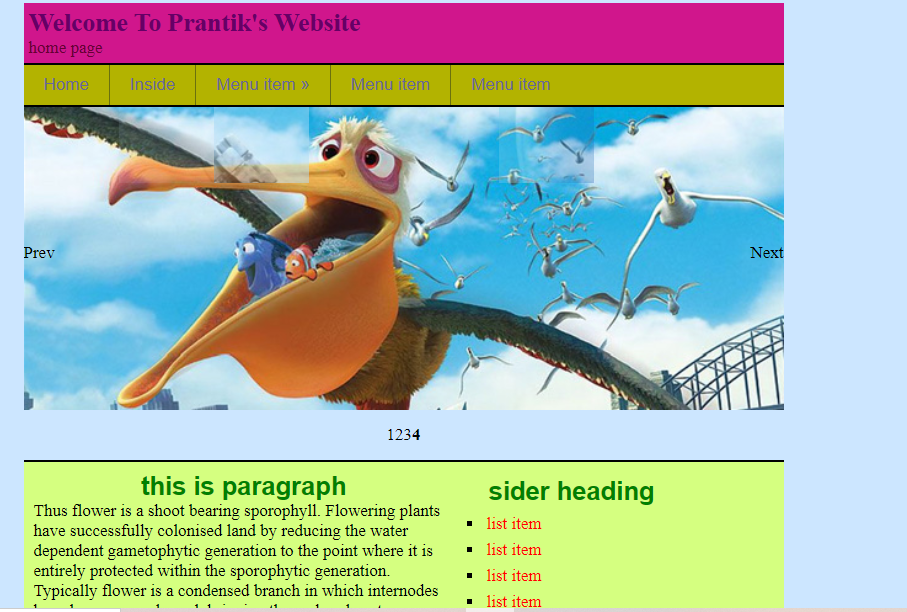 Welcome To Prantik's Website
home page
Home Inside Menu item » Menu item Menu item
Prev Next
1234
this is paragraph
Thus flower is a shoot bearing sporophyll. Flowering plants
have successfully colonised land by reducing the water
dependent gametophytic generation to the point where it is
entirely protected within the sporophytic generation.
Typically flower is a condensed branch in which internodes
sider heading
list item
list item
list item
list item